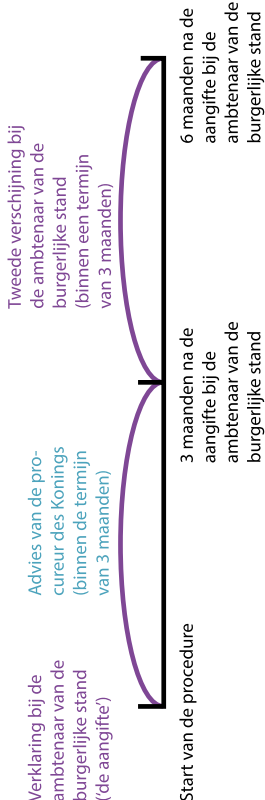 Verklaring bij de
ambtenaar van de
burgerlijke stand
('de aangifte')
Advies van de pro-
cureur des Konings
(binnen de termijn
van 3 maanden)
Tweede verschijning bij
de ambtenaar van de
burgerlijke stand
(binnen een termijn
van 3 maanden)
Start van de procedure
3 maanden na de
aangifte bij de
ambtenaar van de
burgerlijke stand
6 maanden na de
aangifte bij de
ambtenaar van de
burgerlijke stand